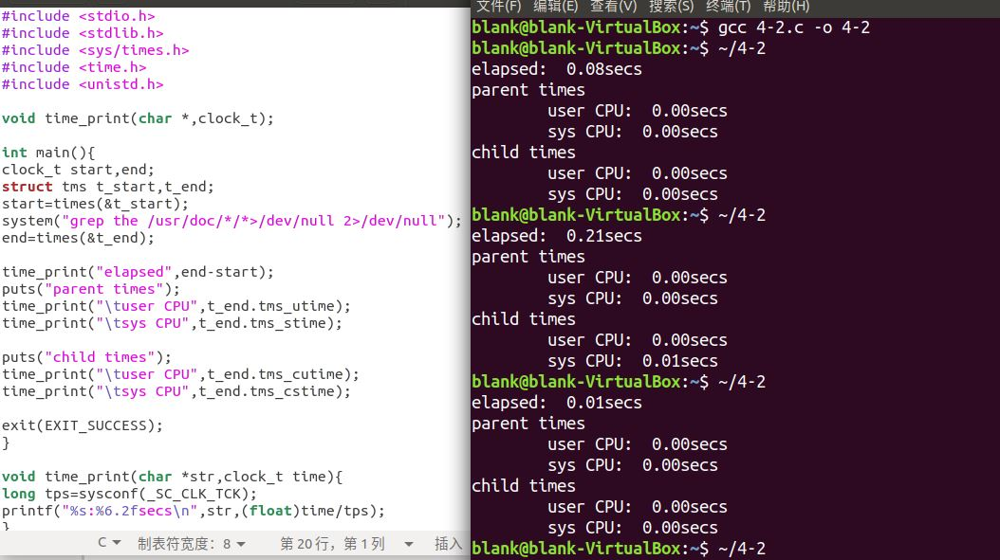 #include <stdio.h>
#include <stdlib.h>
#include <sys/times.h>
#include <time.h>
#include <unistd.h>
void time_print(char *,clock_t);
int main(){
clock_t start,end;
struct tms t_start,t_end;
start=times(&t_start);
system("grep the /usr/doc/*/*>/dev/null 2>/dev/null");
end=times(&t_end);
time_print("elapsed",end-start);
puts("parent times");
time_print("\tuser CPU",t_end.tms_utime);
time_print("\tsys CPU",t_end.tms_stime);
puts("child times");
time_print("\tuser CPU",t_end.tms_cutime);
time_print("\tsys CPU",t_end.tms_cstime);
exit(EXIT_SUCCESS);
}
void time_print(char *str,clock_t time){
long tps=sysconf(_SC_CLK_TCK);
printf("%s:%6.2fsecs\n",str,(float)time/tps);
}
C 制表符宽度: 8 第 20 行, 第 1 列 插入
文件(F) 编辑(E) 查看(V) 搜索(S) 终端(T) 帮助(H)
blank@blank-VirtualBox:~$ gcc 4-2.c -o 4-2
blank@blank-VirtualBox:~$ ~/4-2
elapsed:  0.08secs
parent times
        user CPU:  0.00secs
        sys CPU:  0.00secs
child times
        user CPU:  0.00secs
        sys CPU:  0.00secs
blank@blank-VirtualBox:~$ ~/4-2
elapsed:  0.21secs
parent times
        user CPU:  0.00secs
        sys CPU:  0.00secs
child times
        user CPU:  0.00secs
        sys CPU:  0.01secs
blank@blank-VirtualBox:~$ ~/4-2
elapsed:  0.01secs
parent times
        user CPU:  0.00secs
        sys CPU:  0.00secs
child times
        user CPU:  0.00secs
        sys CPU:  0.00secs
blank@blank-VirtualBox:~$ ~/4-2